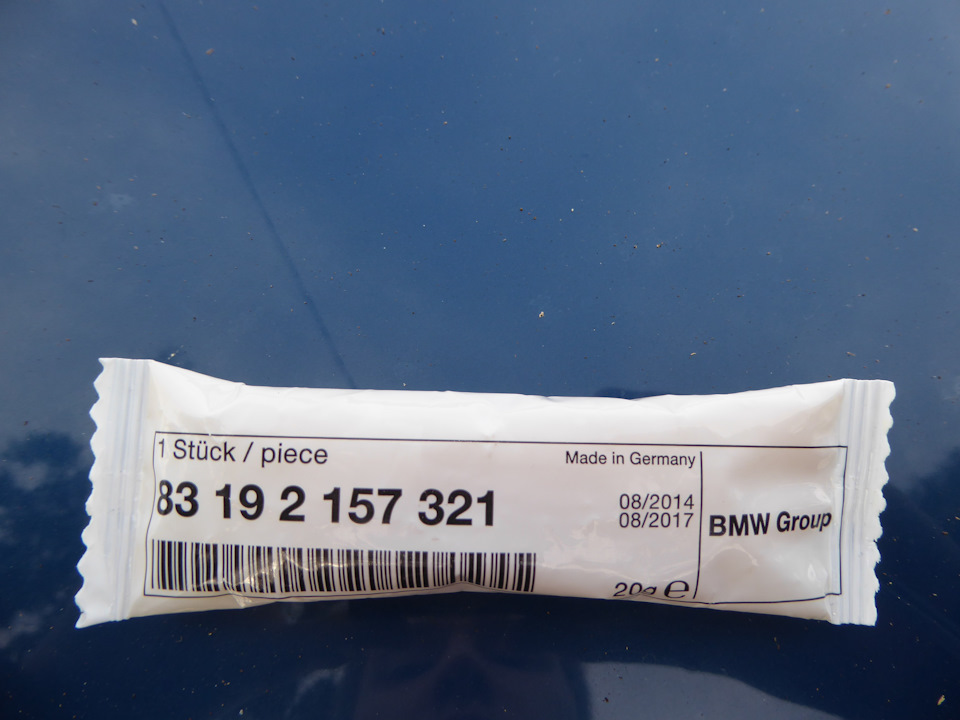 1 Stück / piece
Made in Germany
83 19 2 157 321
08/2014
08/2017
BMW Group
20g ℮